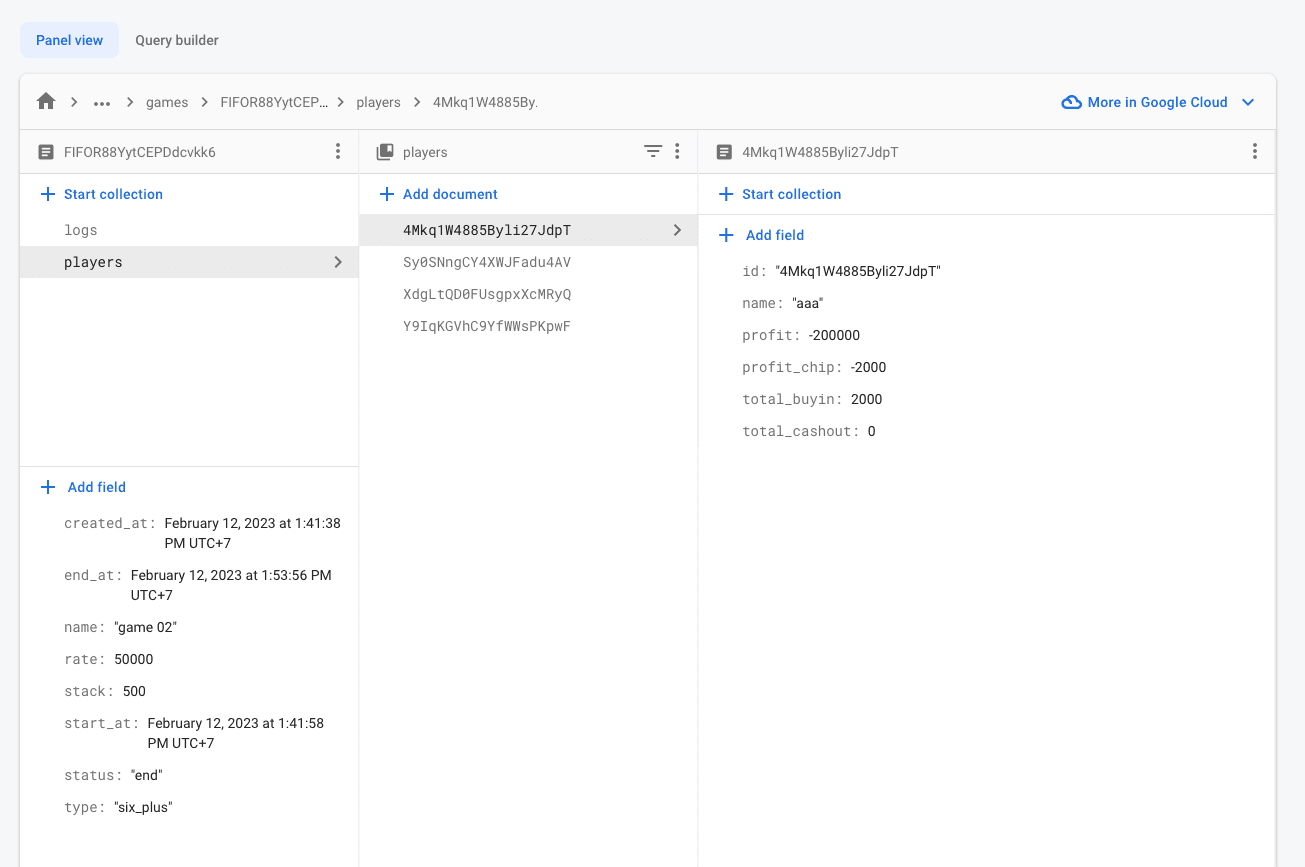 Panel view
Query builder
games
FIFOR88YytCEP...
players
4Mkq1W4885By.
More in Google Cloud
FIFOR88YytCEPDdcvkk6
Start collection
logs
players
Add field
created_at: February 12, 2023 at 1:41:38
PM UTC+7
end_at: February 12, 2023 at 1:53:56 PM
UTC+7
name: "game 02"
rate: 50000
stack: 500
start_at: February 12, 2023 at 1:41:58
PM UTC+7
status: "end"
type: "six_plus"
players
Add document
4Mkq1W4885Byli27JdpT
Sy0SNngCY4XWJFadu4AV
XdgLtQD0FUsgpxXcMRyQ
Y9IqKGVhC9YfWWsPKpwF
4Mkq1W4885Byli27JdpT
Start collection
Add field
id: "4Mkq1W4885Byli27JdpT"
name: "aaa"
profit: -200000
profit_chip: -2000
total_buyin: 2000
total_cashout: 0